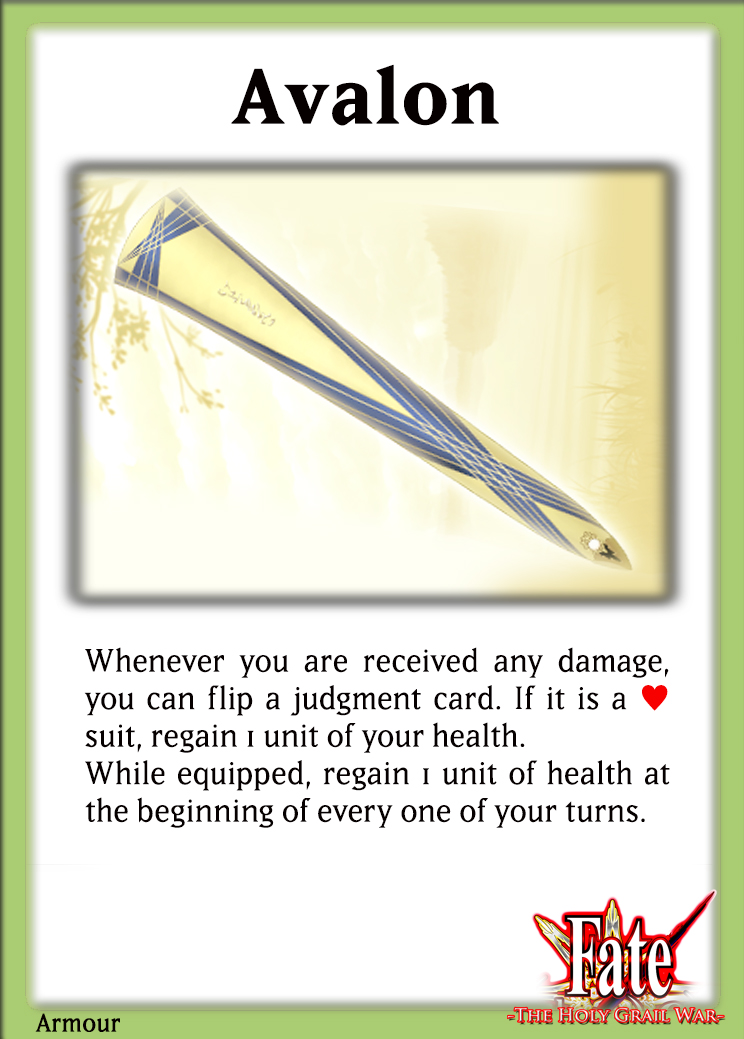 Avalon
Whenever you are received any damage,
you can flip a judgment card. If it is a ♥
suit, regain 1 unit of your health.
While equipped, regain 1 unit of health at
the beginning of every one of your turns.
Fate
-The Holy Grail War-
Armour